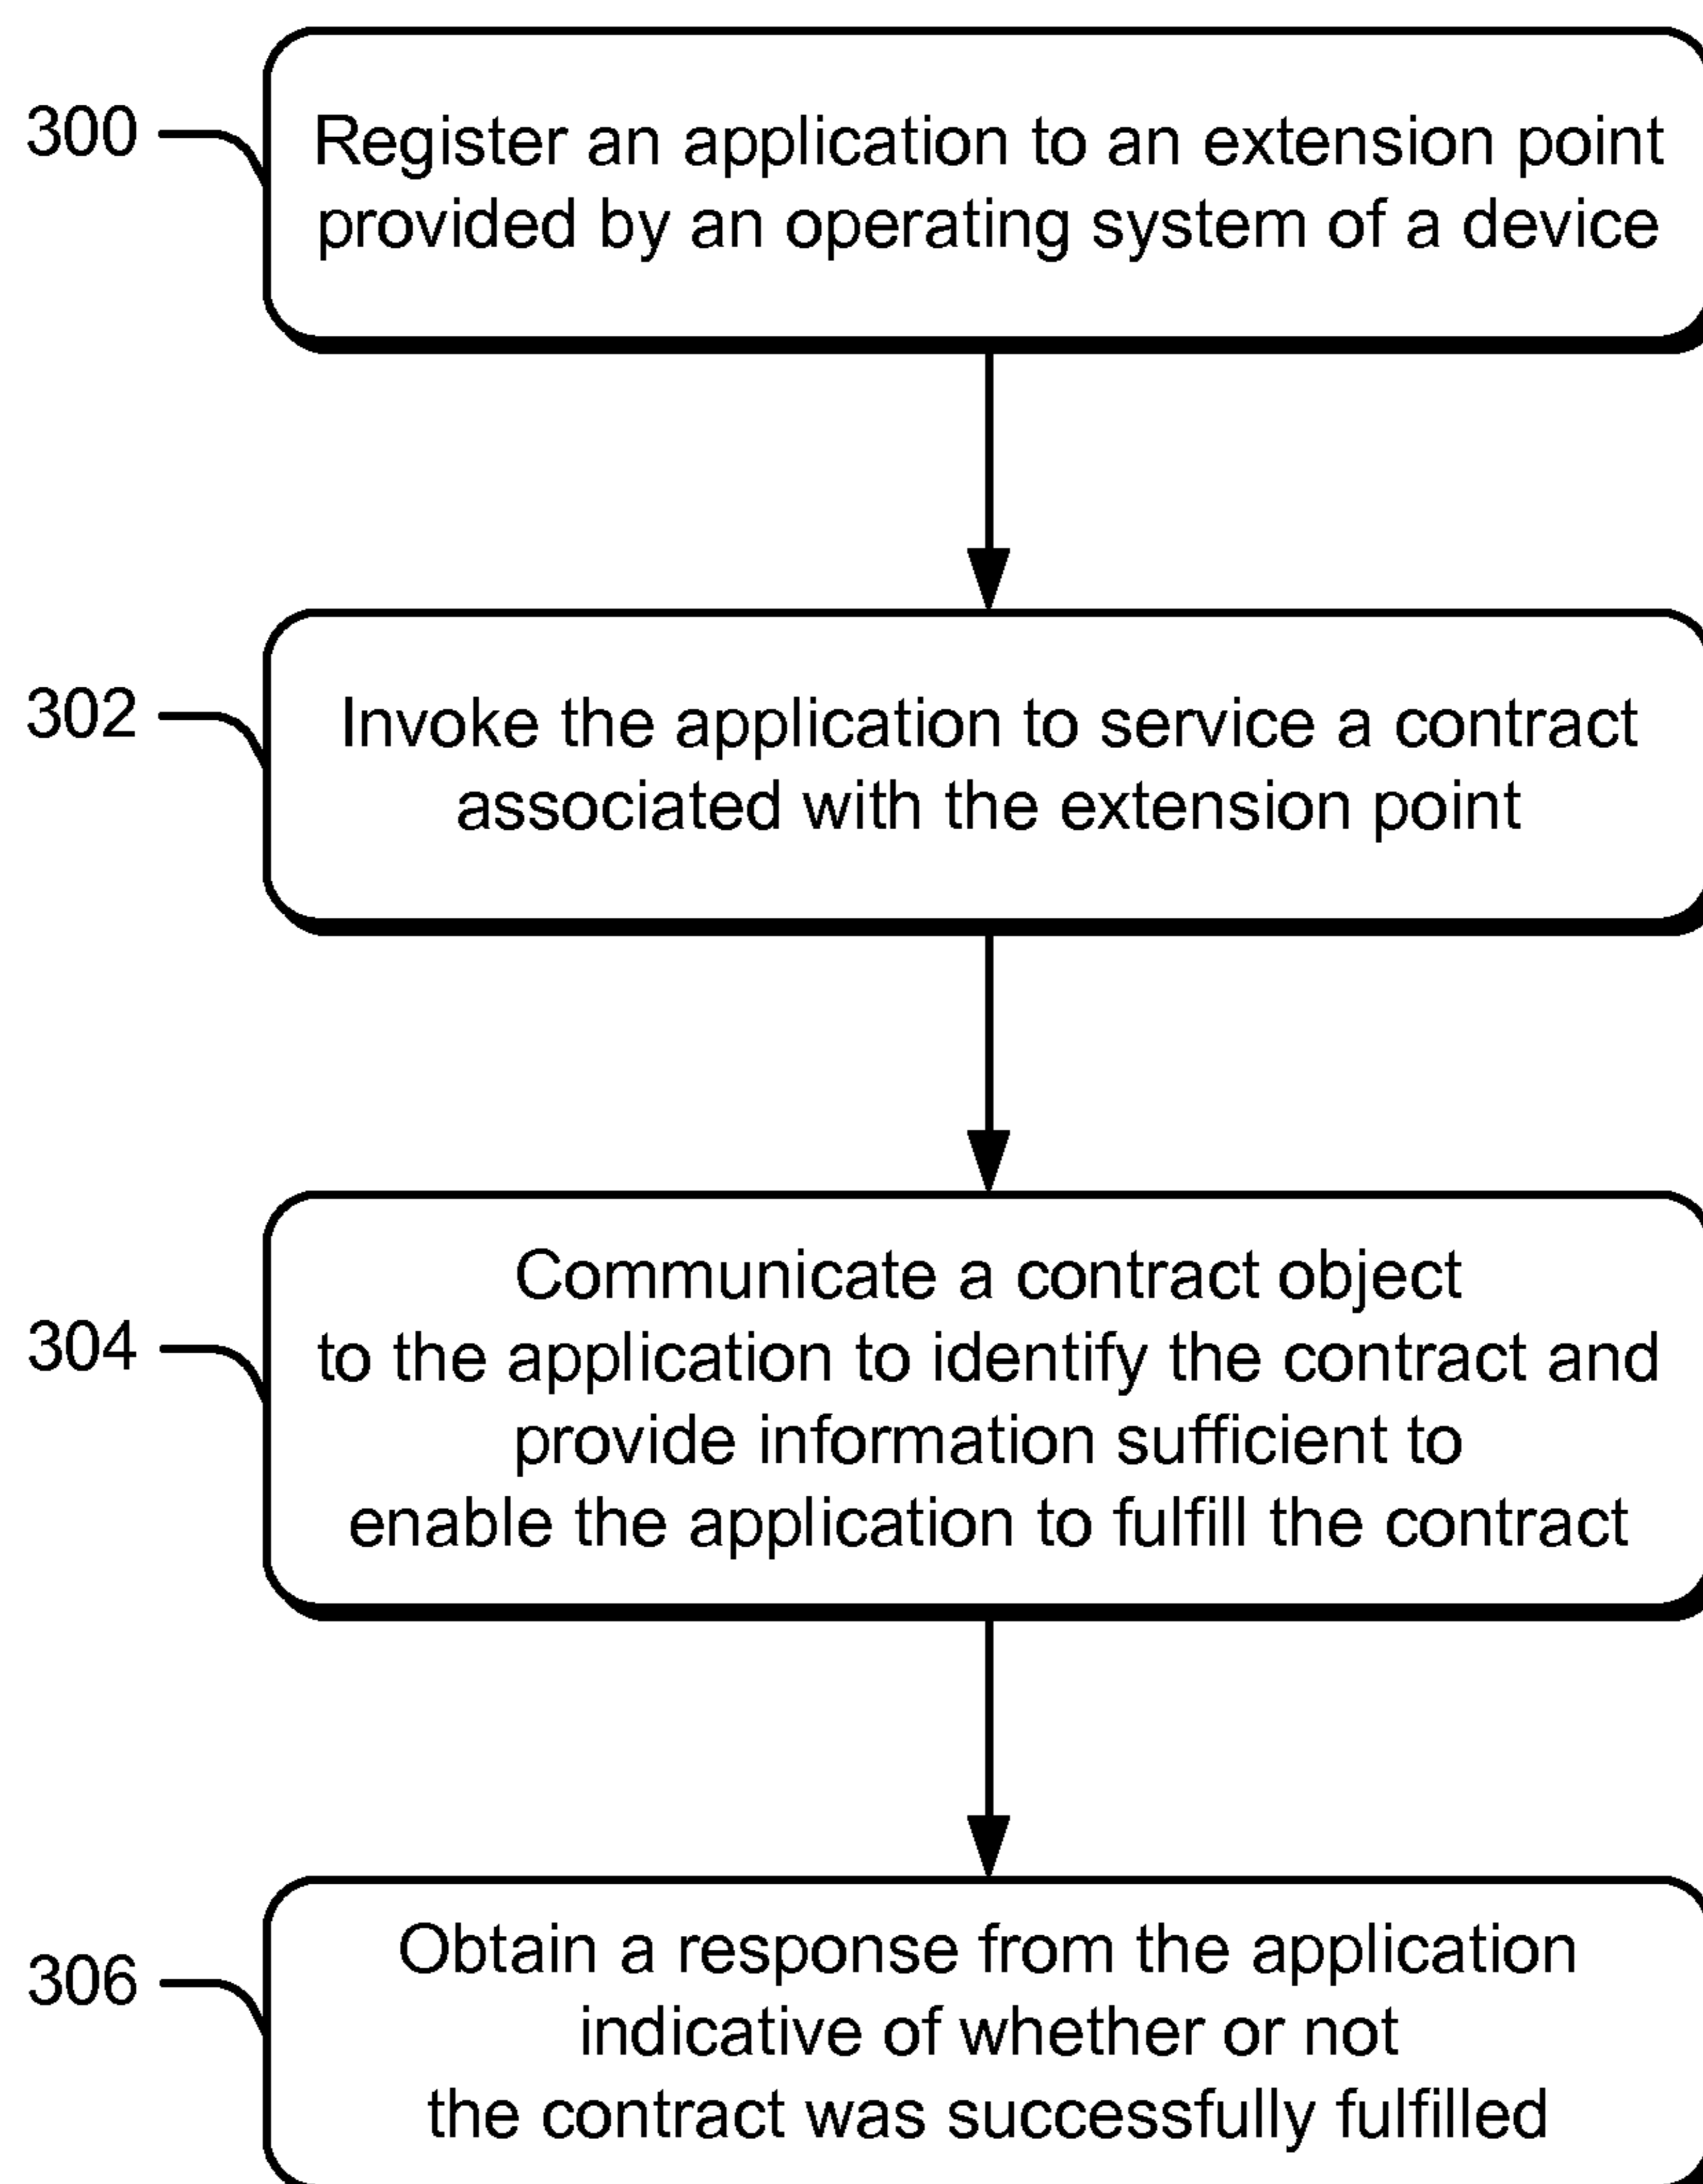 300
Register an application to an extension point
provided by an operating system of a device
302
Invoke the application to service a contract
associated with the extension point
304
Communicate a contract object
to the application to identify the contract and
provide information sufficient to
enable the application to fulfill the contract
306
Obtain a response from the application
indicative of whether or not
the contract was successfully fulfilled